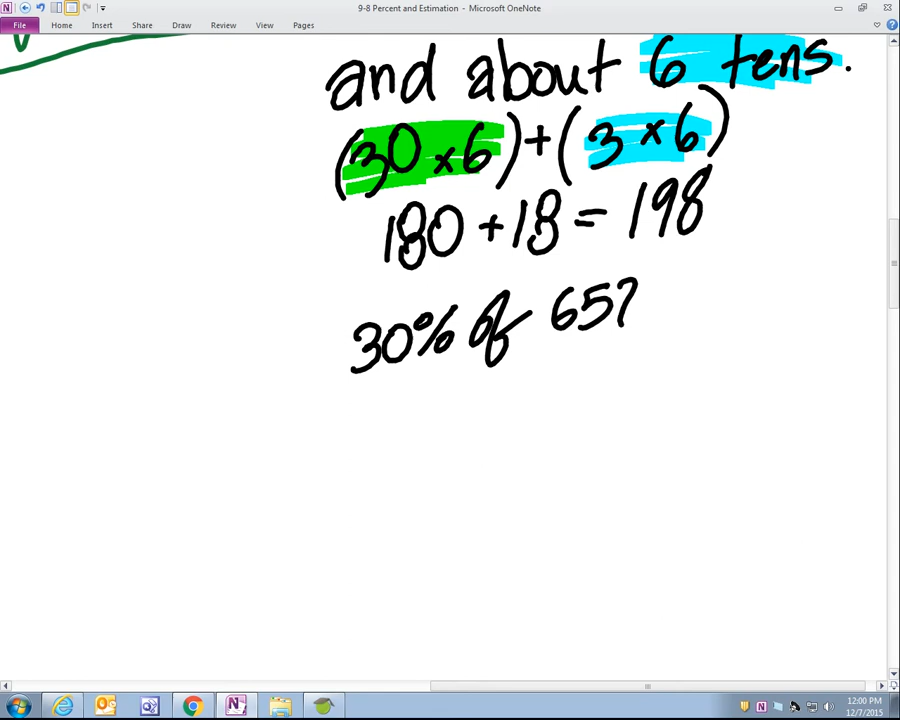 9-8 Percent and Estimation - Microsoft OneNote
File Home Insert Share Draw Review View Pages
and about 6 tens.
(30 × 6) + (3 × 6)
180 + 18 = 198
30% of 657
12:00 PM
12/7/2015